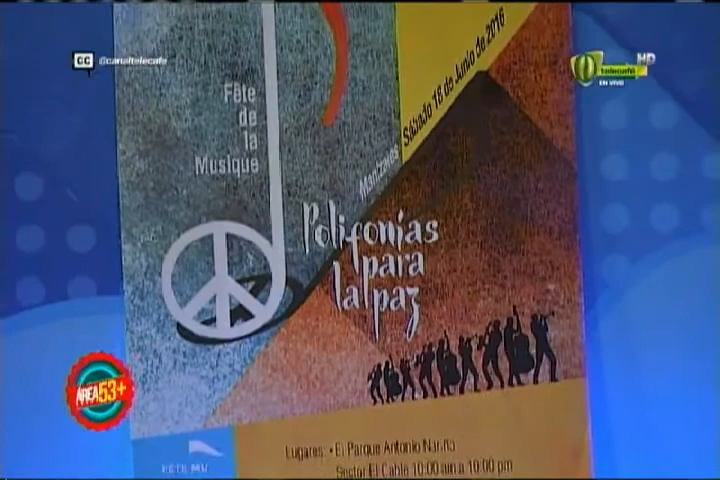 CC @canaltelecafe
telecafé
HD
EN VIVO
Sábado 18 de Junio de 2016
Manizales
Fête
de
la
Musique
Polifonías
para
la paz
ÁREA 53+
FETE MU
Lugares: • El Parque Antonio Nariño
Sector El Cable 10:00 am a 10:00 pm